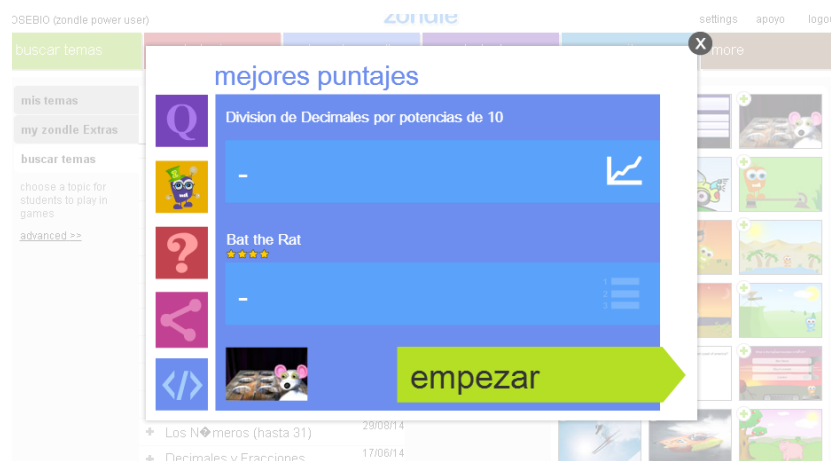 OSEBIO (zondle power user)
zondle
settings apoyo logou
buscar temas
more
X
mejores puntajes
mis temas
my zondle Extras
buscar temas
choose a topic for
students to play in
games
advanced >>
Q
Division de Decimales por potencias de 10
-
?
Bat the Rat
-
1
2
3
</>
empezar
+ Los N�meros (hasta 31) 29/08/14
+ Decimales y Fracciones 17/06/14